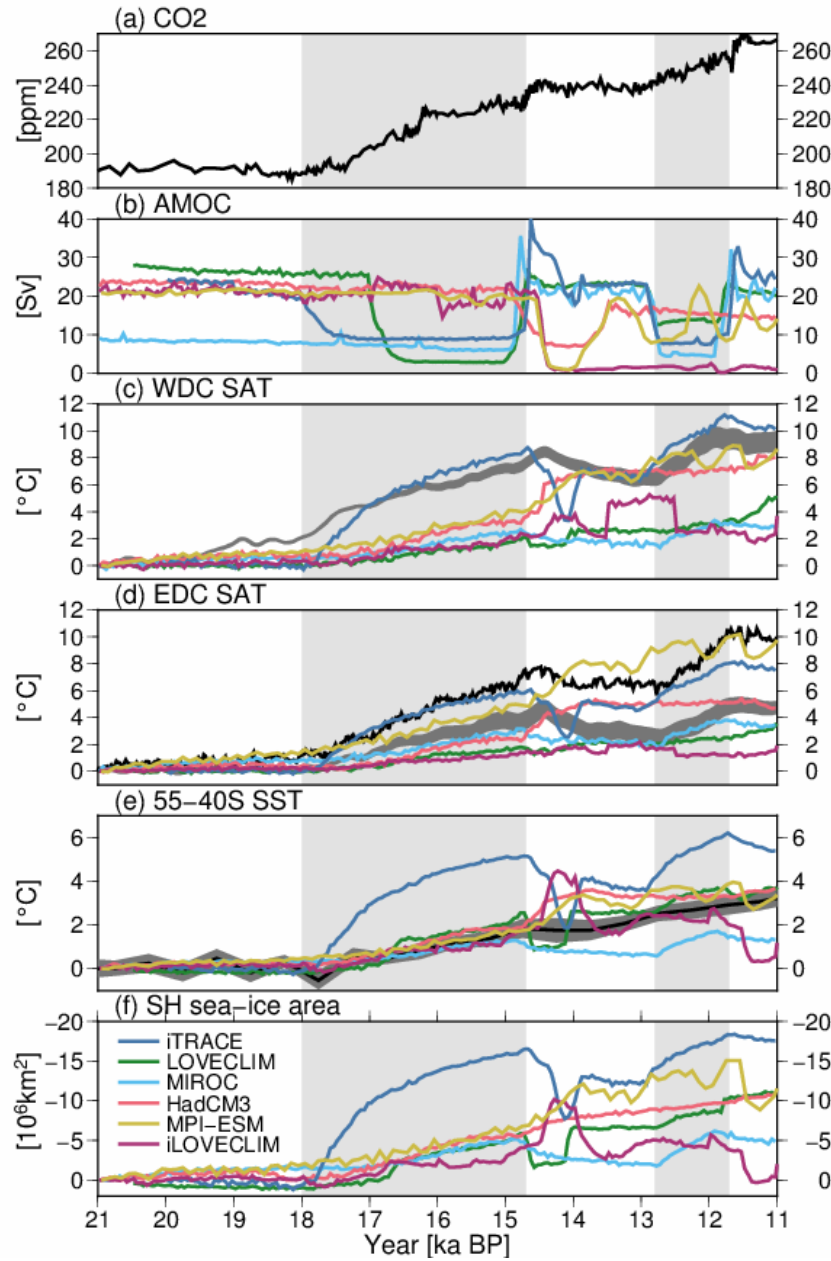 (a) CO2
260 260
240 240
220 220
200 200
180 180
[ppm]
(b) AMOC
40 40
30 30
20 20
10 10
0 0
[Sv]
(c) WDC SAT
12 12
10 10
8 8
6 6
4 4
2 2
0 0
[°C]
(d) EDC SAT
12 12
10 10
8 8
6 6
4 4
2 2
0 0
[°C]
(e) 55−40S SST
6 6
4 4
2 2
0 0
[°C]
(f) SH sea−ice area
−20 −20
−15 −15
−10 −10
−5 −5
0 0
[10⁶km²]
iTRACE
LOVECLIM
MIROC
HadCM3
MPI−ESM
iLOVECLIM
21 20 19 18 17 16 15 14 13 12 11
Year [ka BP]